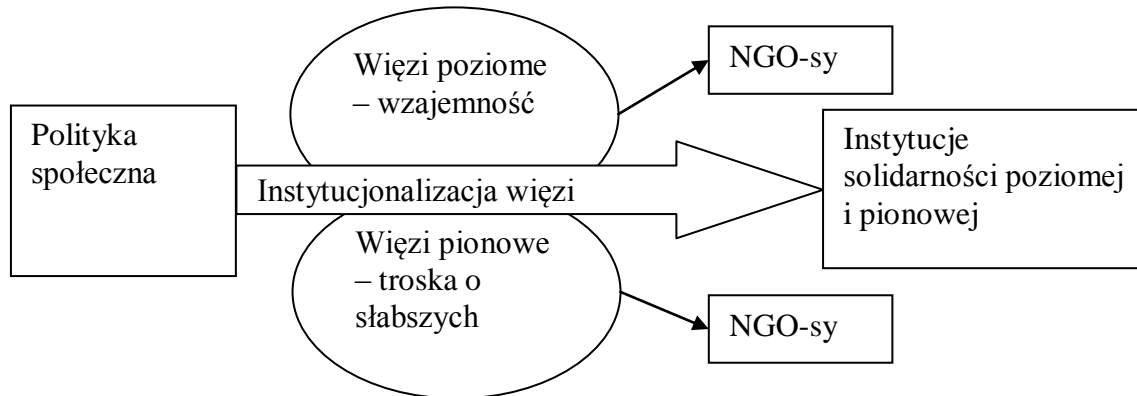 Więzi poziome
– wzajemność
NGO-sy
Polityka
społeczna
Instytucjonalizacja więzi
Instytucje
solidarności poziomej
i pionowej
Więzi pionowe
– troska o
słabszych
NGO-sy